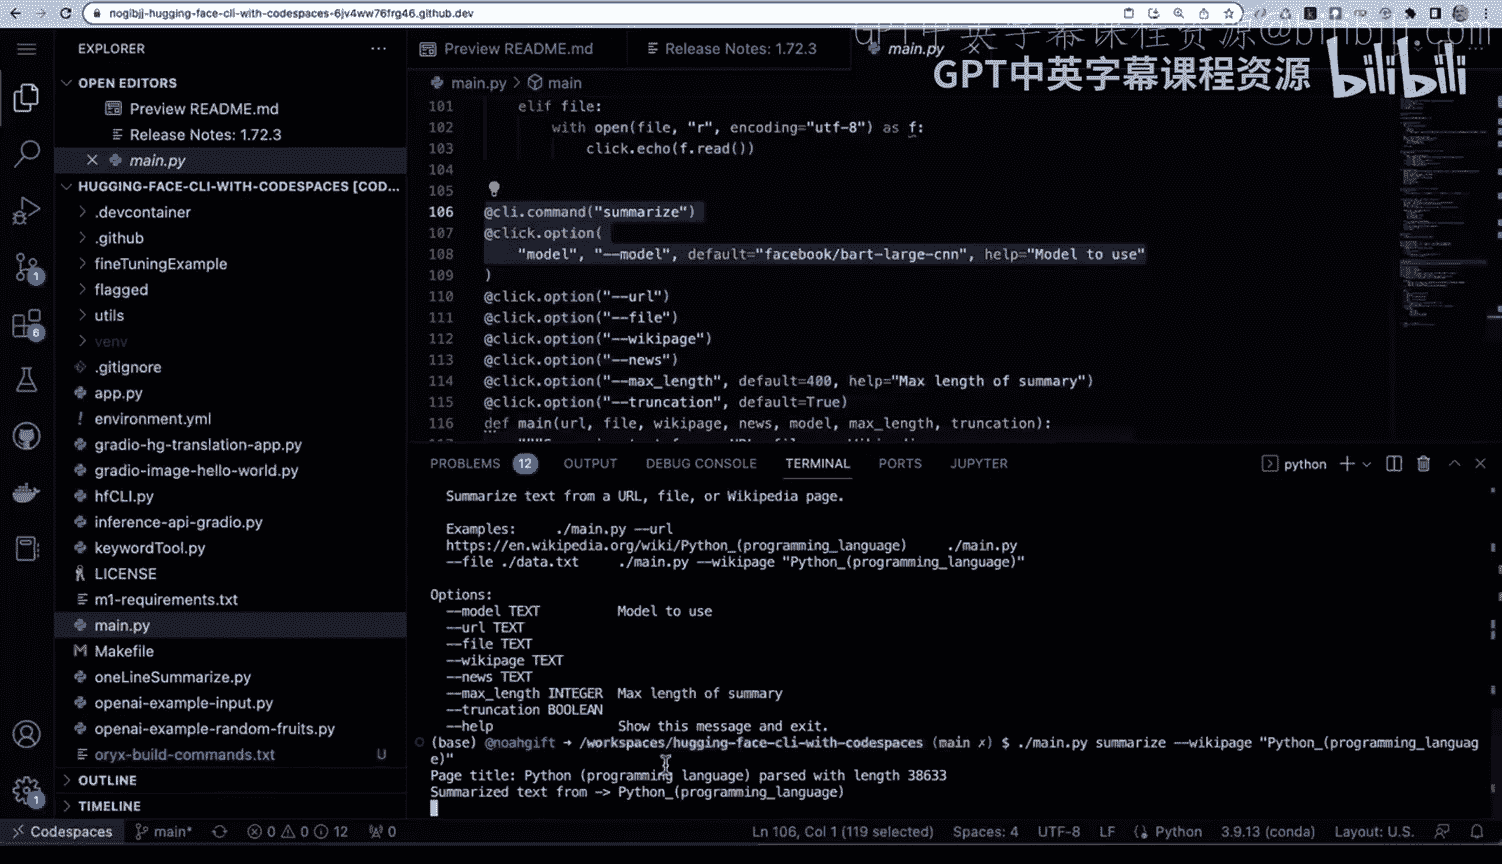 nogibjj-hugging-face-cli-with-codespaces-6jv4ww76frg46.github.dev
GPT中英字幕课程资源@bilibili.com
GPT中英字幕课程资源 bilibili
EXPLORER
OPEN EDITORS
Preview README.md
Release Notes: 1.72.3
main.py
HUGGING-FACE-CLI-WITH-CODESPACES [COD...
.devcontainer
.github
fineTuningExample
flagged
utils
venv
.gitignore
app.py
environment.yml
gradio-hg-translation-app.py
gradio-image-hello-world.py
hfCLI.py
inference-api-gradio.py
keywordTool.py
LICENSE
m1-requirements.txt
main.py
Makefile
oneLineSummarize.py
openai-example-input.py
openai-example-random-fruits.py
oryx-build-commands.txt U
OUTLINE
TIMELINE
1
6
1
Preview README.md Release Notes: 1.72.3 main.py
main.py > main
101 elif file:
102 with open(file, "r", encoding="utf-8") as f:
103 click.echo(f.read())
104
105
106 @cli.command("summarize")
107 @click.option(
108 "model", "--model", default="facebook/bart-large-cnn", help="Model to use"
109 )
110 @click.option("--url")
111 @click.option("--file")
112 @click.option("--wikipage")
113 @click.option("--news")
114 @click.option("--max_length", default=400, help="Max length of summary")
115 @click.option("--truncation", default=True)
116 def main(url, file, wikipage, news, model, max_length, truncation):
PROBLEMS 12 OUTPUT DEBUG CONSOLE TERMINAL PORTS JUPYTER python
Summarize text from a URL, file, or Wikipedia page.
Examples: ./main.py --url
https://en.wikipedia.org/wiki/Python_(programming_language) ./main.py
--file ./data.txt ./main.py --wikipage "Python_(programming_language)"
Options:
--model TEXT Model to use
--url TEXT
--file TEXT
--wikipage TEXT
--news TEXT
--max_length INTEGER Max length of summary
--truncation BOOLEAN
--help Show this message and exit.
(base) @noahgift ➜ /workspaces/hugging-face-cli-with-codespaces (main ✗) $ ./main.py summarize --wikipage "Python_(programming_languag
e)"
Page title: Python (programming language) parsed with length 38633
Summarized text from -> Python_(programming_language)
Codespaces main* 0 0 12 0 Ln 106, Col 1 (119 selected) Spaces: 4 UTF-8 LF Python 3.9.13 (conda) Layout: U.S.